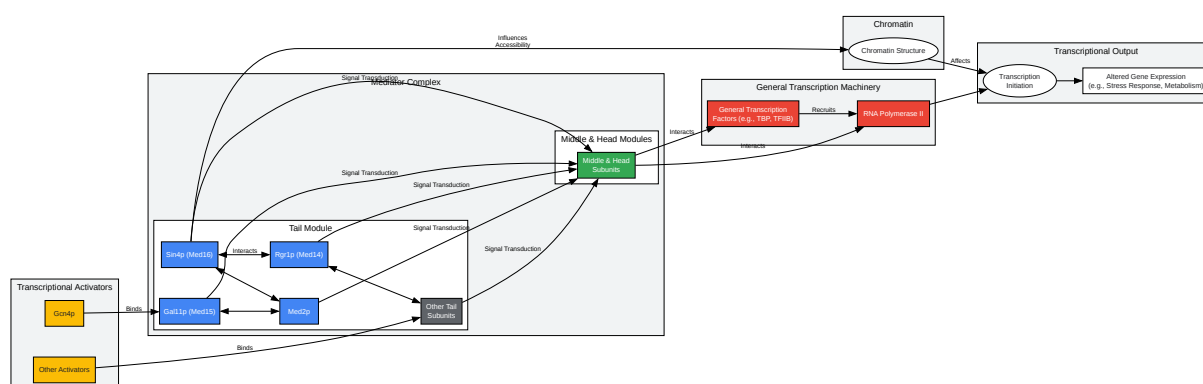 Chromatin
Chromatin Structure
Influences
Accessibility
Affects
Transcriptional Output
Transcription
Initiation
Altered Gene Expression
(e.g., Stress Response, Metabolism)
Mediator Complex
Signal Transduction
General Transcription Machinery
General Transcription
Factors (e.g., TBP, TFIIB)
Recruits
RNA Polymerase II
Interacts
Interacts
Middle & Head Modules
Middle & Head
Subunits
Signal Transduction
Signal Transduction
Signal Transduction
Signal Transduction
Tail Module
Sin4p (Med16)
Interacts
Rgr1p (Med14)
Gal11p (Med15)
Med2p
Other Tail
Subunits
Transcriptional Activators
Gcn4p
Binds
Other Activators
Binds